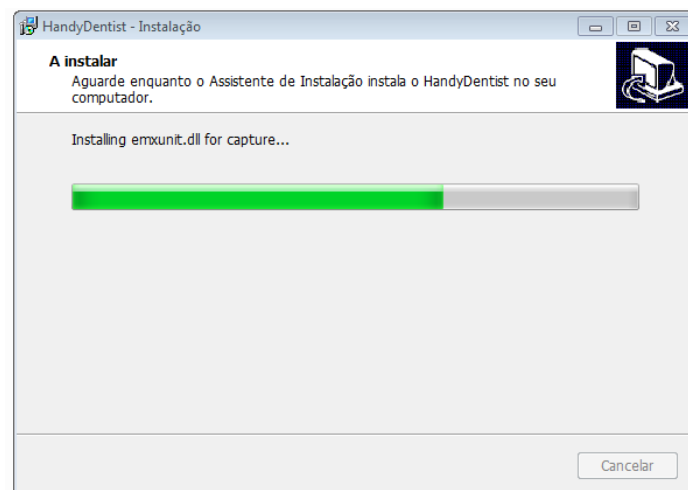 HandyDentist - Instalação
A instalar
Aguarde enquanto o Assistente de Instalação instala o HandyDentist no seu
computador.
Installing emxunit.dll for capture...
Cancelar